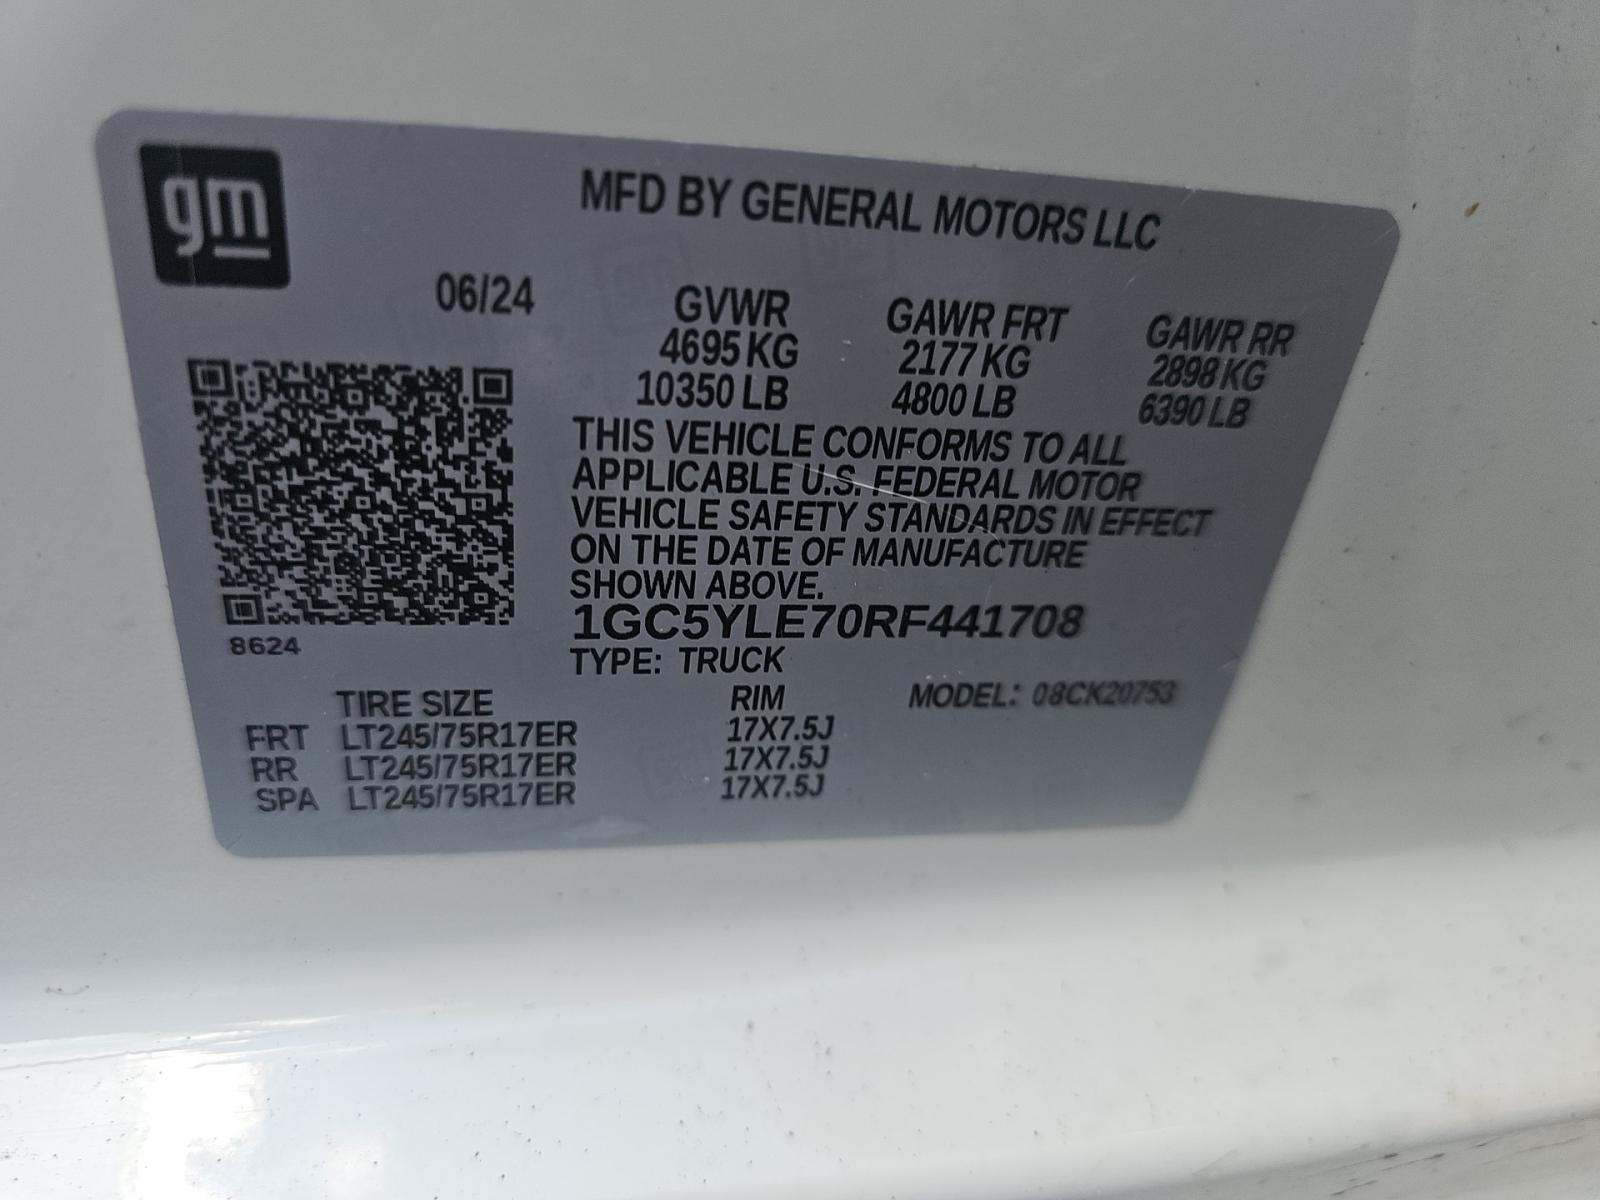 gm
MFD BY GENERAL MOTORS LLC
06/24
GVWR
4695 KG
10350 LB
GAWR FRT
2177 KG
4800 LB
GAWR RR
2898 KG
6390 LB
THIS VEHICLE CONFORMS TO ALL
APPLICABLE U.S. FEDERAL MOTOR
VEHICLE SAFETY STANDARDS IN EFFECT
ON THE DATE OF MANUFACTURE
SHOWN ABOVE.
1GC5YLE70RF441708
8624
TYPE: TRUCK
TIRE SIZE RIM MODEL: 08CK20753
FRT LT245/75R17ER 17X7.5J
RR LT245/75R17ER 17X7.5J
SPA LT245/75R17ER 17X7.5J